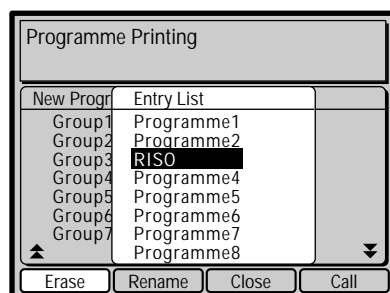 Programme Printing
New Progr
Entry List
Group1
Programme1
Group2
Programme2
Group3
RISO
Group4
Programme4
Group5
Programme5
Group6
Programme6
Group7
Programme7
Programme8
Erase
Rename
Close
Call